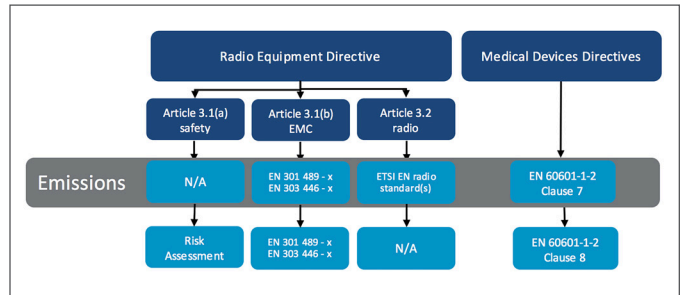 Radio Equipment Directive
Medical Devices Directives
Article 3.1(a)
safety
Article 3.1(b)
EMC
Article 3.2
radio
Emissions
N/A
EN 301 489 - x
EN 303 446 - x
ETSI EN radio
standard(s)
EN 60601-1-2
Clause 7
Risk
Assessment
EN 301 489 - x
EN 303 446 - x
N/A
EN 60601-1-2
Clause 8